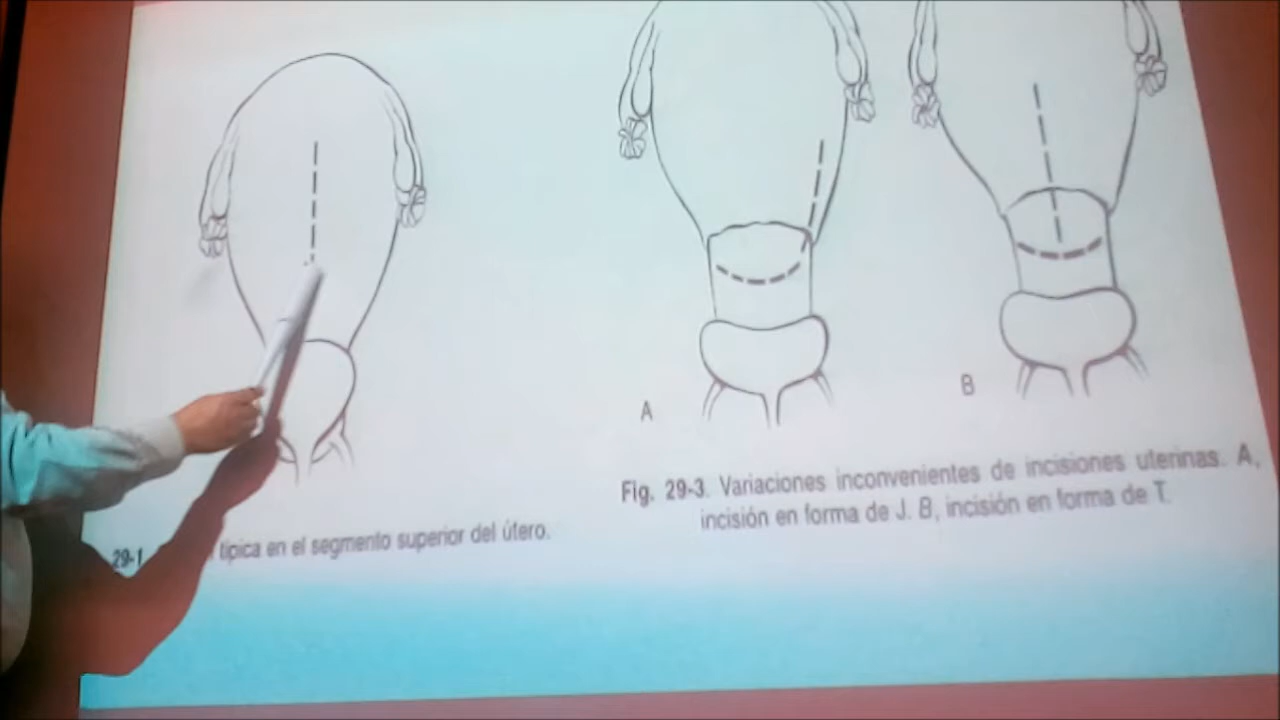 29-1 típica en el segmento superior del útero.
A
B
Fig. 29-3. Variaciones inconvenientes de incisiones uterinas. A,
incisión en forma de J. B, incisión en forma de T.